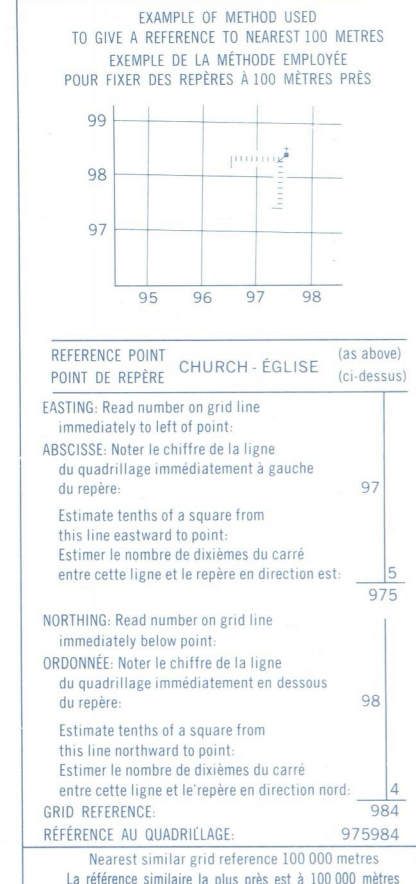 EXAMPLE OF METHOD USED
TO GIVE A REFERENCE TO NEAREST 100 METRES
EXEMPLE DE LA MÉTHODE EMPLOYÉE
POUR FIXER DES REPÈRES À 100 MÈTRES PRÈS
99
98
97
95 96 97 98
REFERENCE POINT
POINT DE REPÈRE
CHURCH - ÉGLISE
(as above)
(ci-dessus)
EASTING: Read number on grid line
immediately to left of point:
ABSCISSE: Noter le chiffre de la ligne
du quadrillage immédiatement à gauche
du repère: 97
Estimate tenths of a square from
this line eastward to point:
Estimer le nombre de dixièmes du carré
entre cette ligne et le repère en direction est: 5
975
NORTHING: Read number on grid line
immediately below point:
ORDONNÉE: Noter le chiffre de la ligne
du quadrillage immédiatement en dessous
du repère: 98
Estimate tenths of a square from
this line northward to point:
Estimer le nombre de dixièmes du carré
entre cette ligne et le repère en direction nord: 4
GRID REFERENCE: 984
RÉFÉRENCE AU QUADRILLAGE: 975984
Nearest similar grid reference 100 000 metres
La référence similaire la plus près est à 100 000 mètres